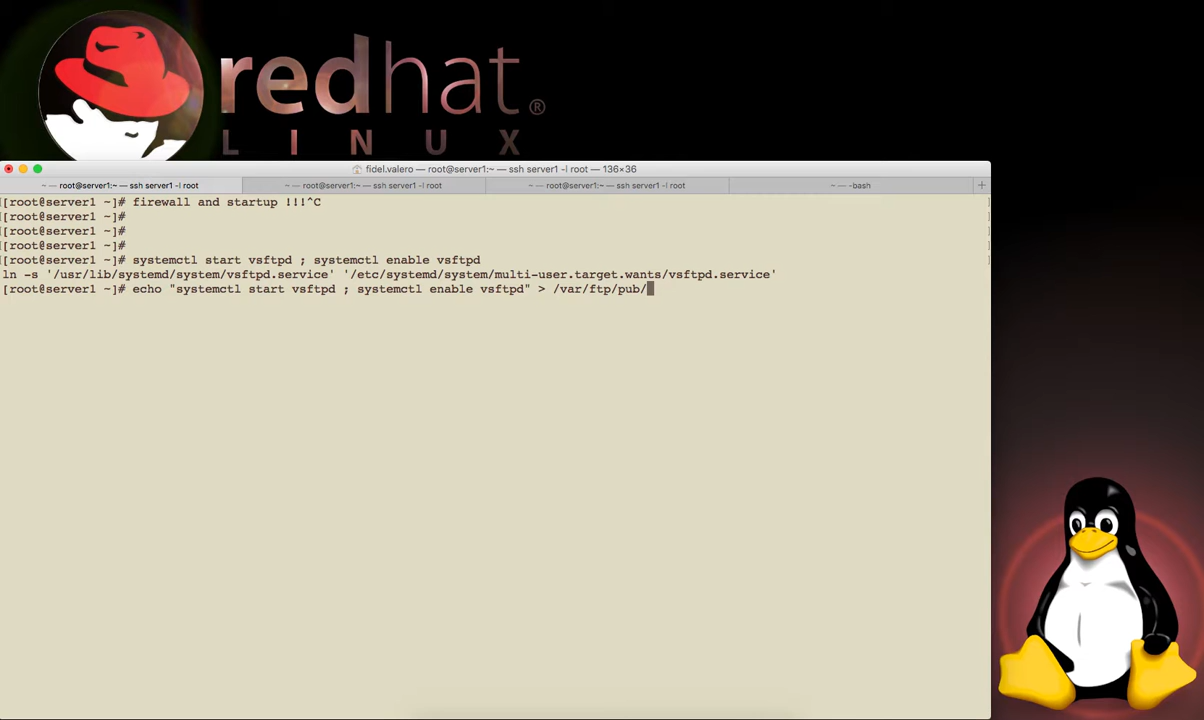 redhat®
LINUX
fidel.valero — root@server1:~ — ssh server1 -l root — 136×36
~ — root@server1:~ — ssh server1 -l root
~ — root@server1:~ — ssh server1 -l root
~ — root@server1:~ — ssh server1 -l root
~ — -bash
+
[root@server1 ~]# firewall and startup !!!^C
[root@server1 ~]#
[root@server1 ~]#
[root@server1 ~]#
[root@server1 ~]# systemctl start vsftpd ; systemctl enable vsftpd
ln -s '/usr/lib/systemd/system/vsftpd.service' '/etc/systemd/system/multi-user.target.wants/vsftpd.service'
[root@server1 ~]# echo "systemctl start vsftpd ; systemctl enable vsftpd" > /var/ftp/pub/